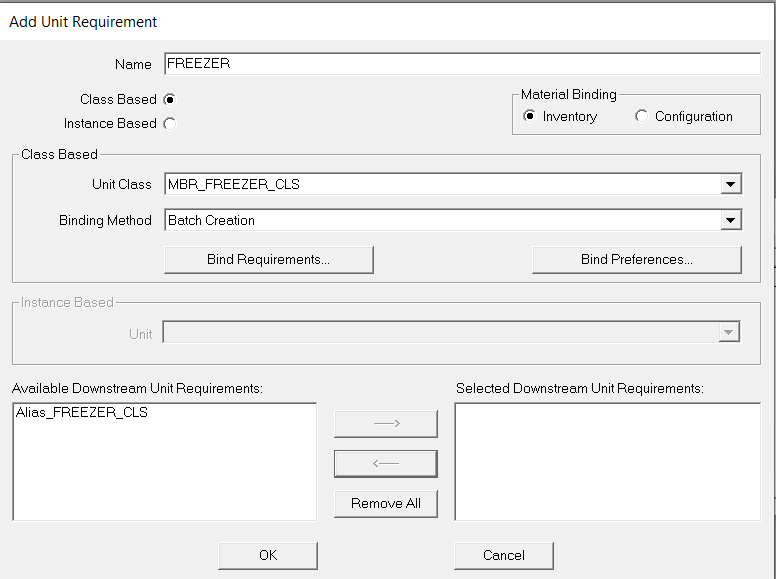 Add Unit Requirement
Name FREEZER
Class Based
Instance Based
Material Binding
Inventory Configuration
Class Based
Unit Class MBR_FREEZER_CLS
Binding Method Batch Creation
Bind Requirements... Bind Preferences...
Instance Based
Unit
Available Downstream Unit Requirements: Selected Downstream Unit Requirements:
Alias_FREEZER_CLS
-->
<--
Remove All
OK Cancel